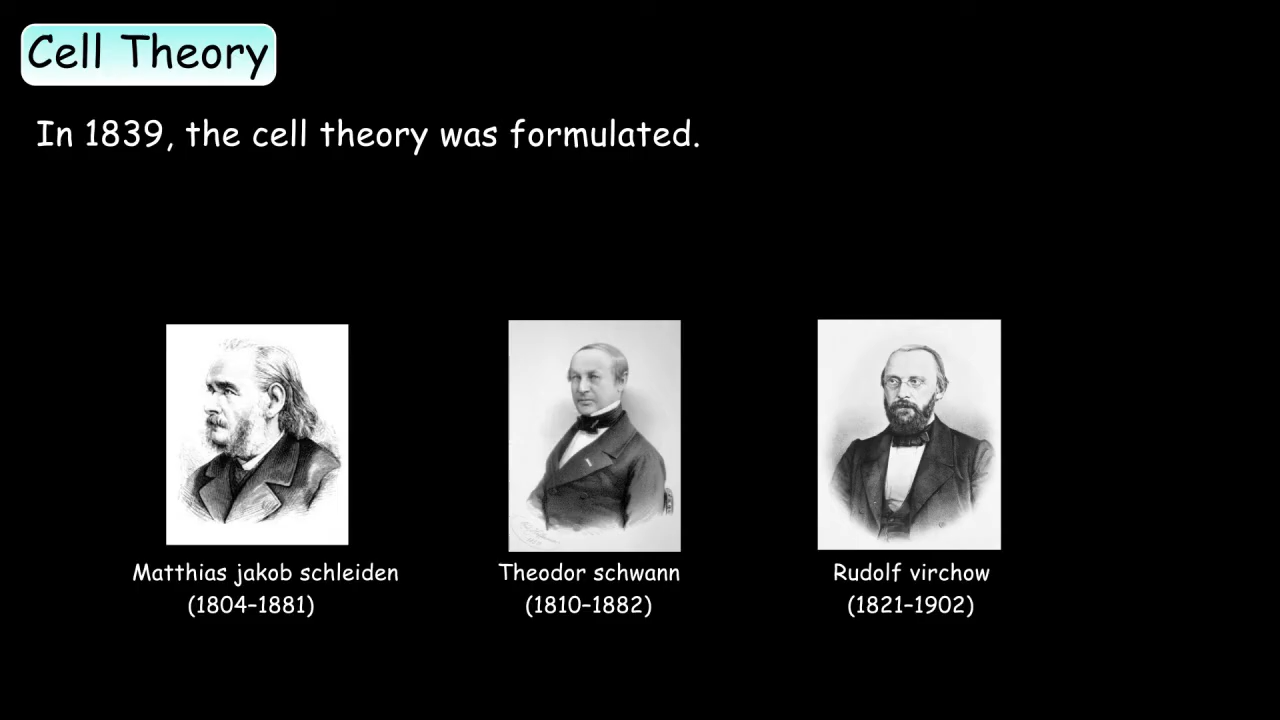 Cell Theory
In 1839, the cell theory was formulated.
Matthias jakob schleiden
(1804–1881)
Theodor schwann
(1810–1882)
Rudolf virchow
(1821–1902)